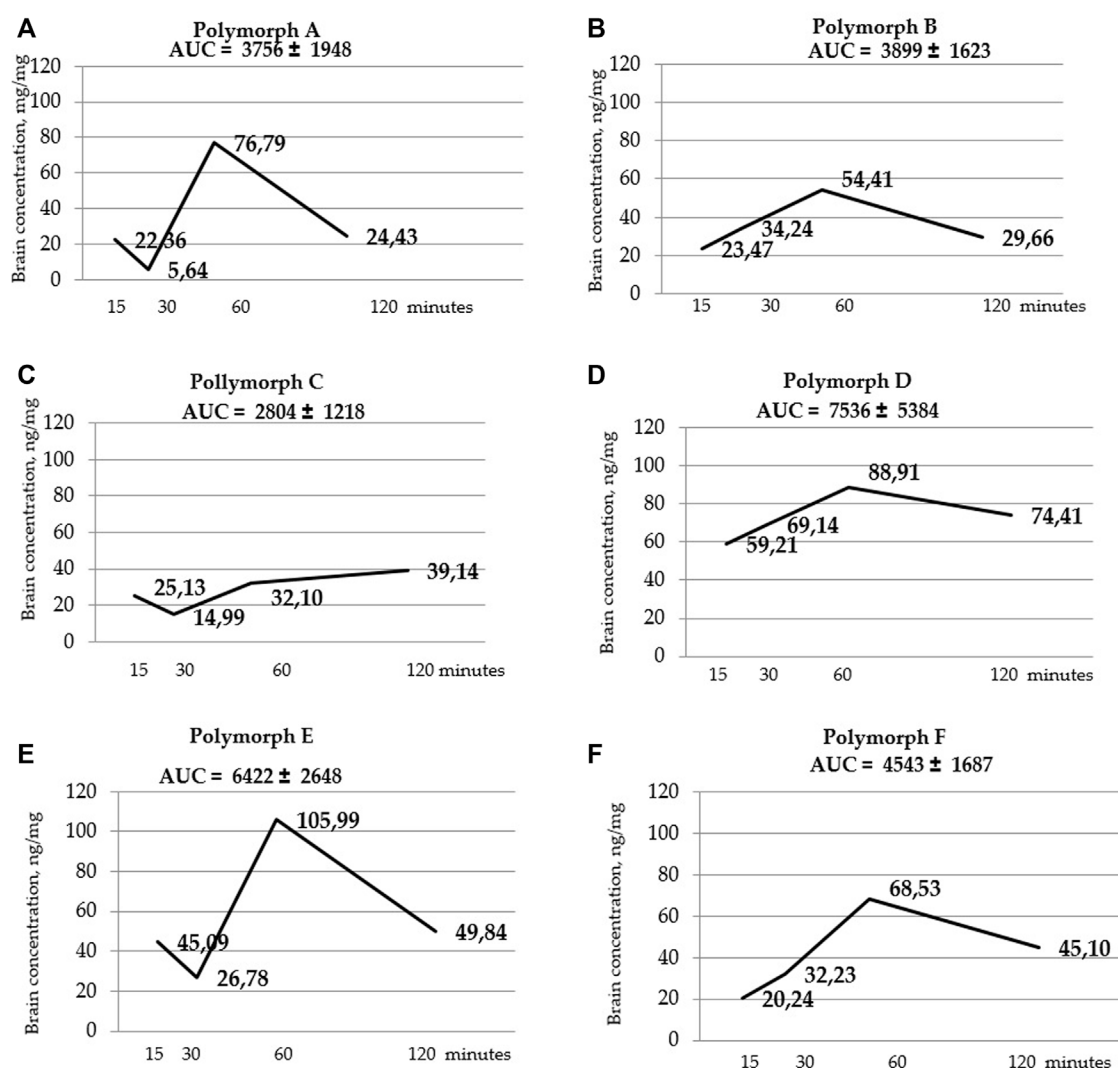 A
Polymorph A
AUC = 3756 ± 1948
Brain concentration, mg/mg
120
100
80
60
40
20
0
76,79
22,36
5,64
24,43
15 30 60 120 minutes
B
Polymorph B
AUC = 3899 ± 1623
Brain concentration, ng/mg
120
100
80
60
40
20
0
54,41
34,24
23,47
29,66
15 30 60 120 minutes
C
Pollymorph C
AUC = 2804 ± 1218
Brain concentration, ng/mg
120
100
80
60
40
20
0
25,13
14,99
32,10
39,14
15 30 60 120 minutes
D
Polymorph D
AUC = 7536 ± 5384
Brain concentration, ng/mg
120
100
80
60
40
20
0
88,91
69,14
59,21
74,41
15 30 60 120 minutes
E
Polymorph E
AUC = 6422 ± 2648
Brain concentration, ng/mg
120
100
80
60
40
20
0
105,99
45,09
26,78
49,84
15 30 60 120 minutes
F
Polymorph F
AUC = 4543 ± 1687
Brain concentration, ng/mg
120
100
80
60
40
20
0
68,53
32,23
20,24
45,10
15 30 60 120 minutes